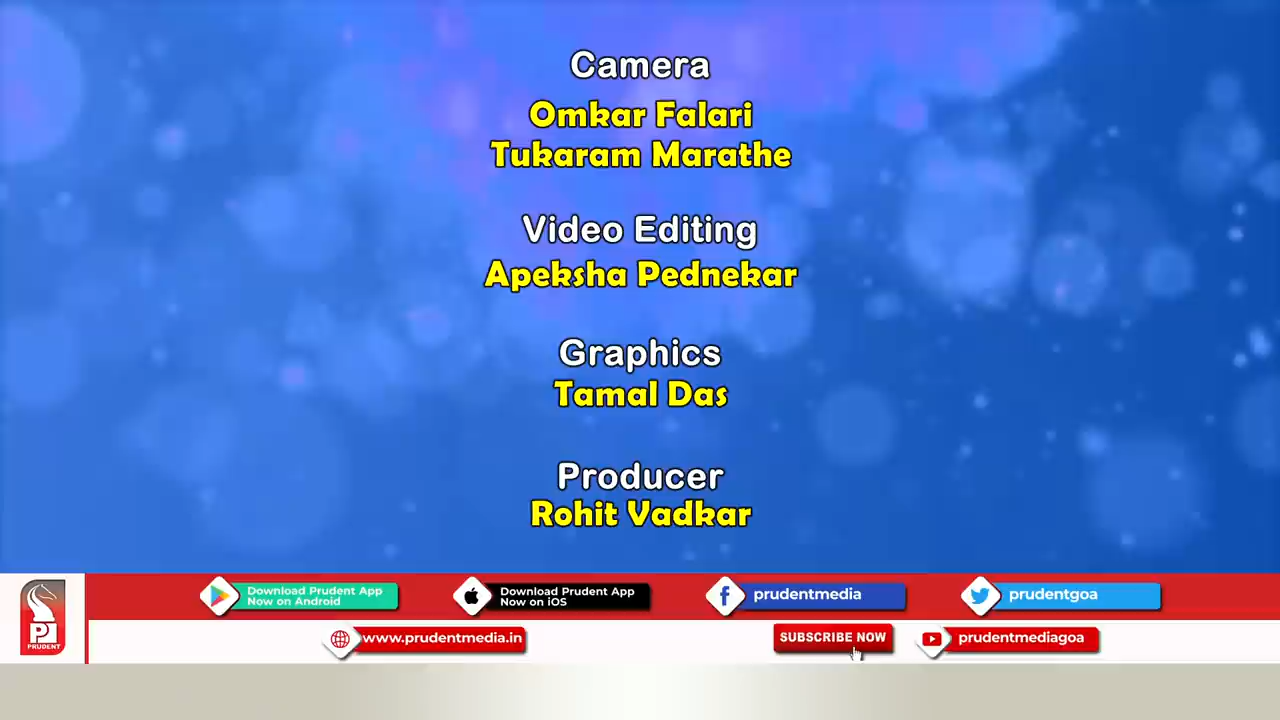 Camera
Omkar Falari
Tukaram Marathe
Video Editing
Apeksha Pednekar
Graphics
Tamal Das
Producer
Rohit Vadkar
Download Prudent App
Now on Android
Download Prudent App
Now on iOS
prudentmedia
prudentgoa
PRUDENT
www.prudentmedia.in
SUBSCRIBE NOW
prudentmediagoa